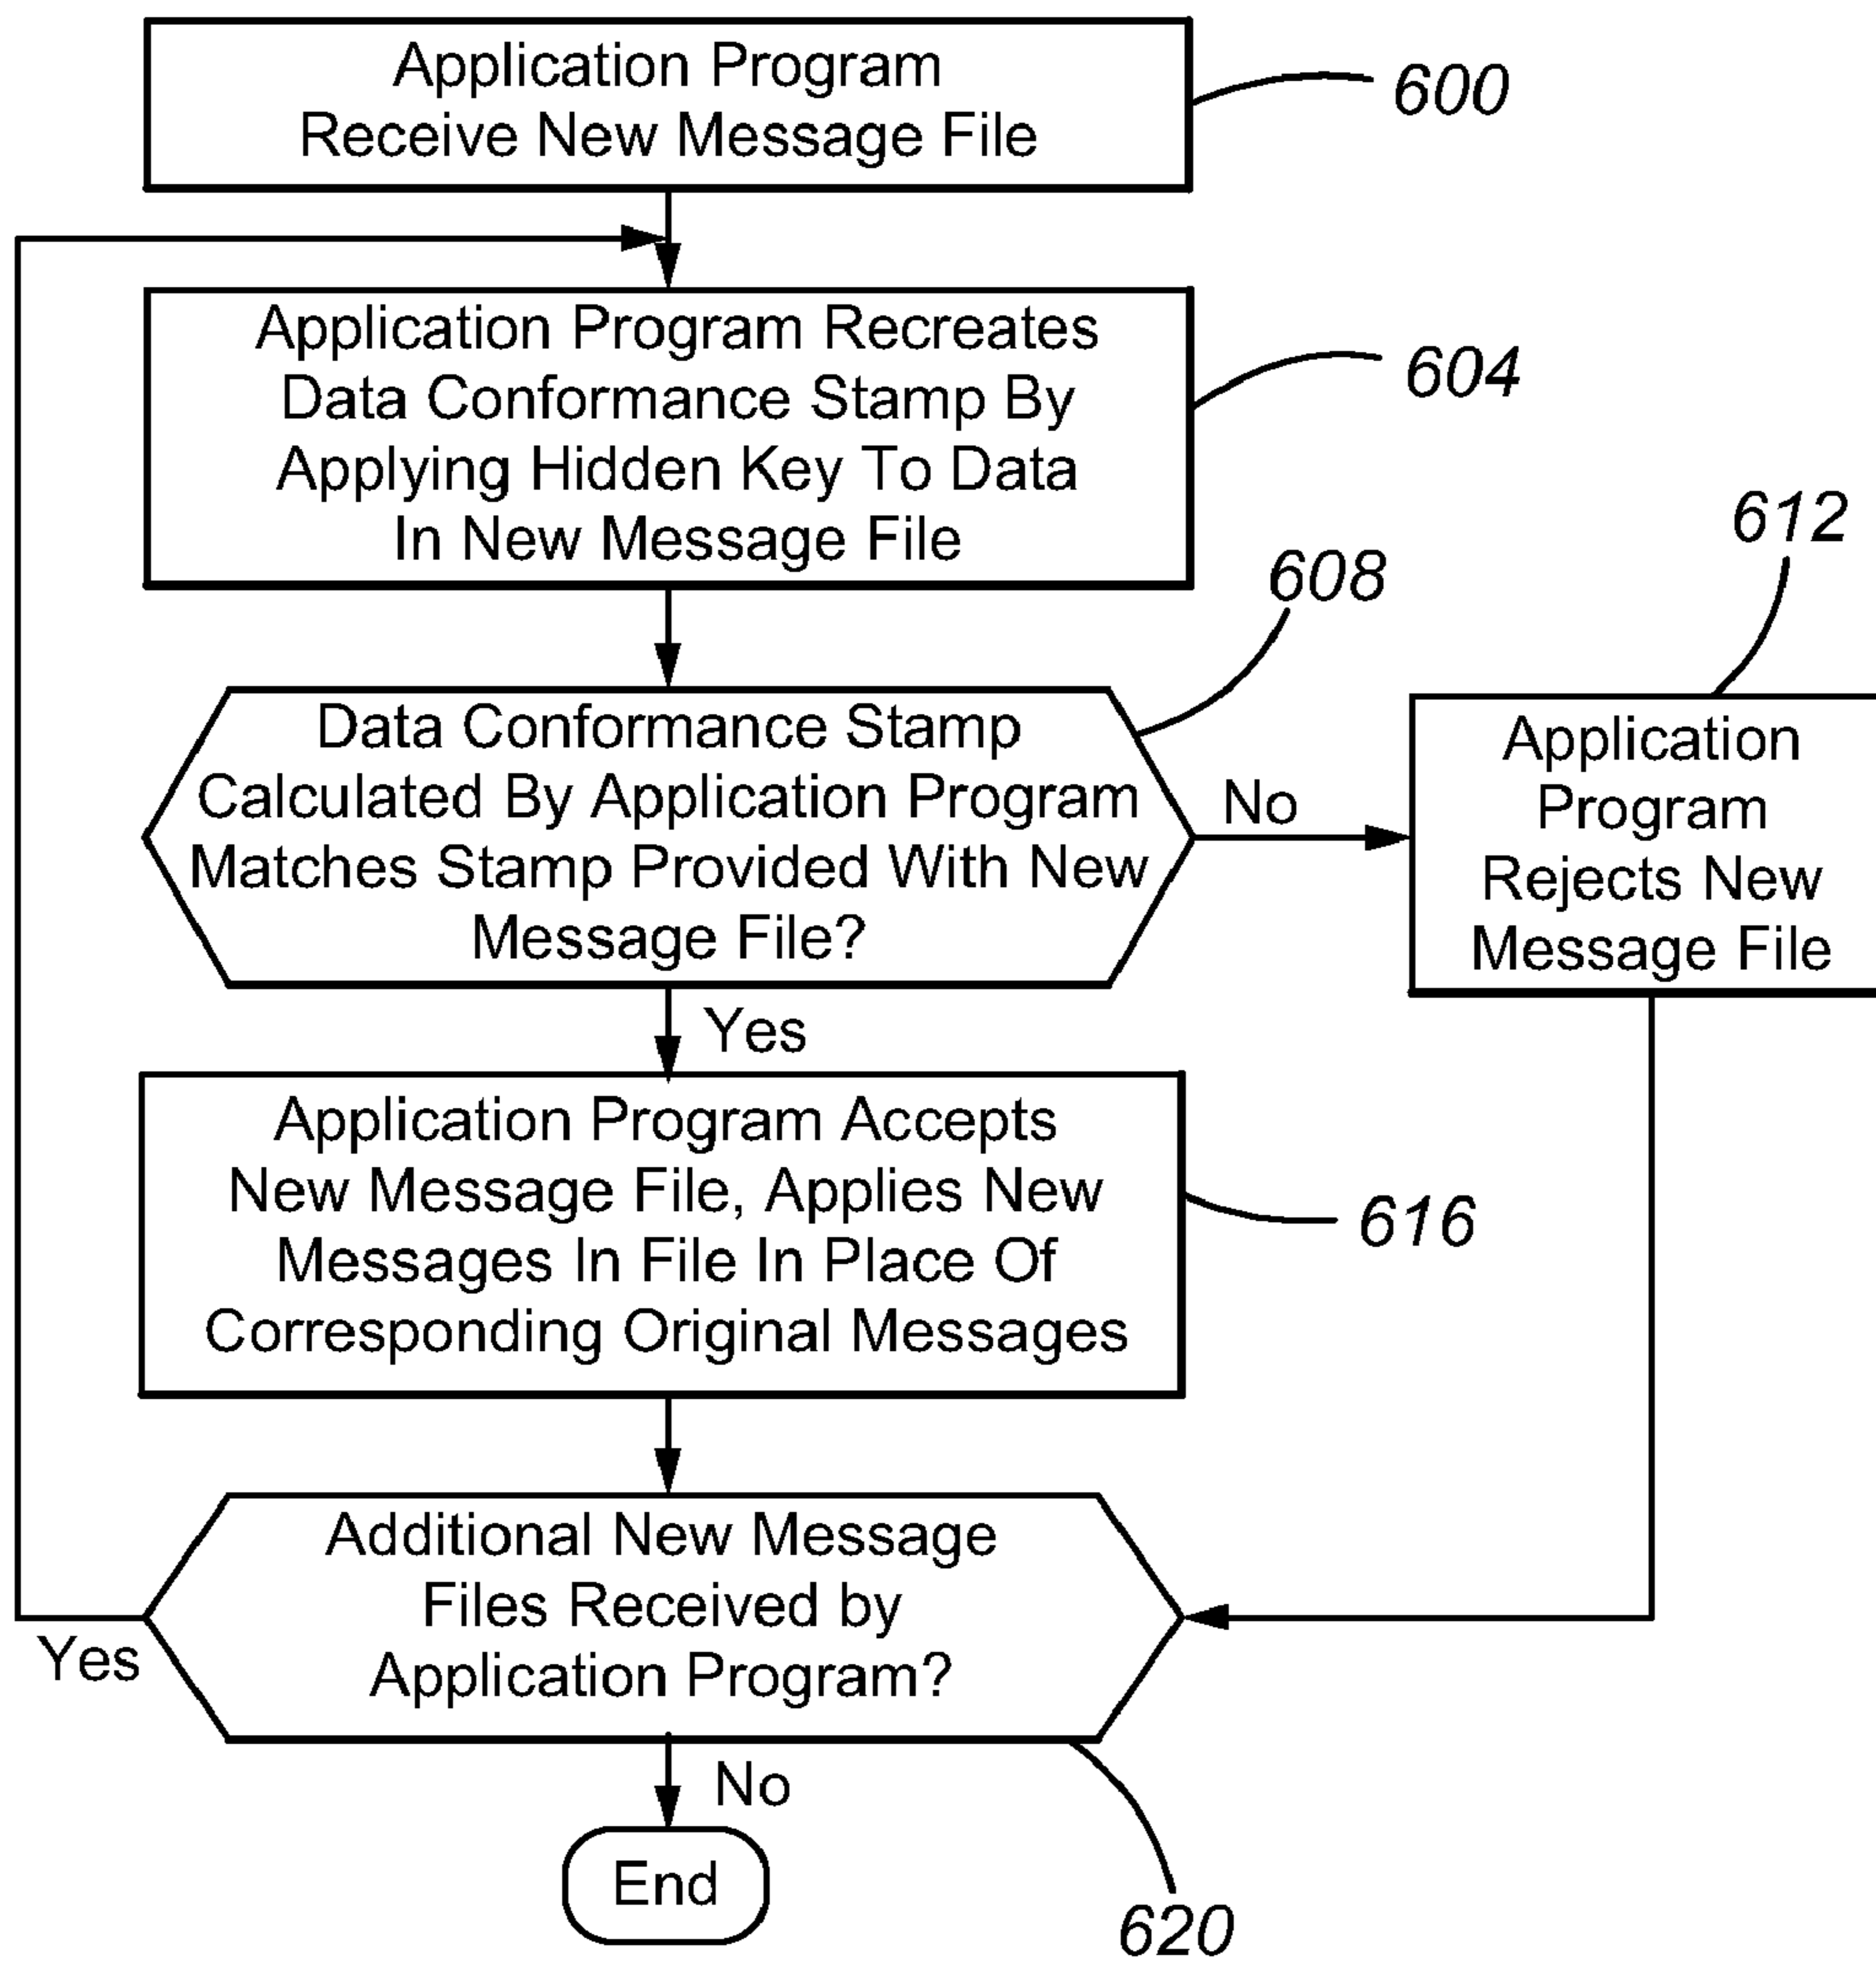 Application Program
Receive New Message File
600
Application Program Recreates
Data Conformance Stamp By
Applying Hidden Key To Data
In New Message File
604
Data Conformance Stamp
Calculated By Application Program
Matches Stamp Provided With New
Message File?
608
No
612
Application
Program
Rejects New
Message File
Yes
Application Program Accepts
New Message File, Applies New
Messages In File In Place Of
Corresponding Original Messages
616
Additional New Message
Files Received by
Application Program?
Yes
No
620
End